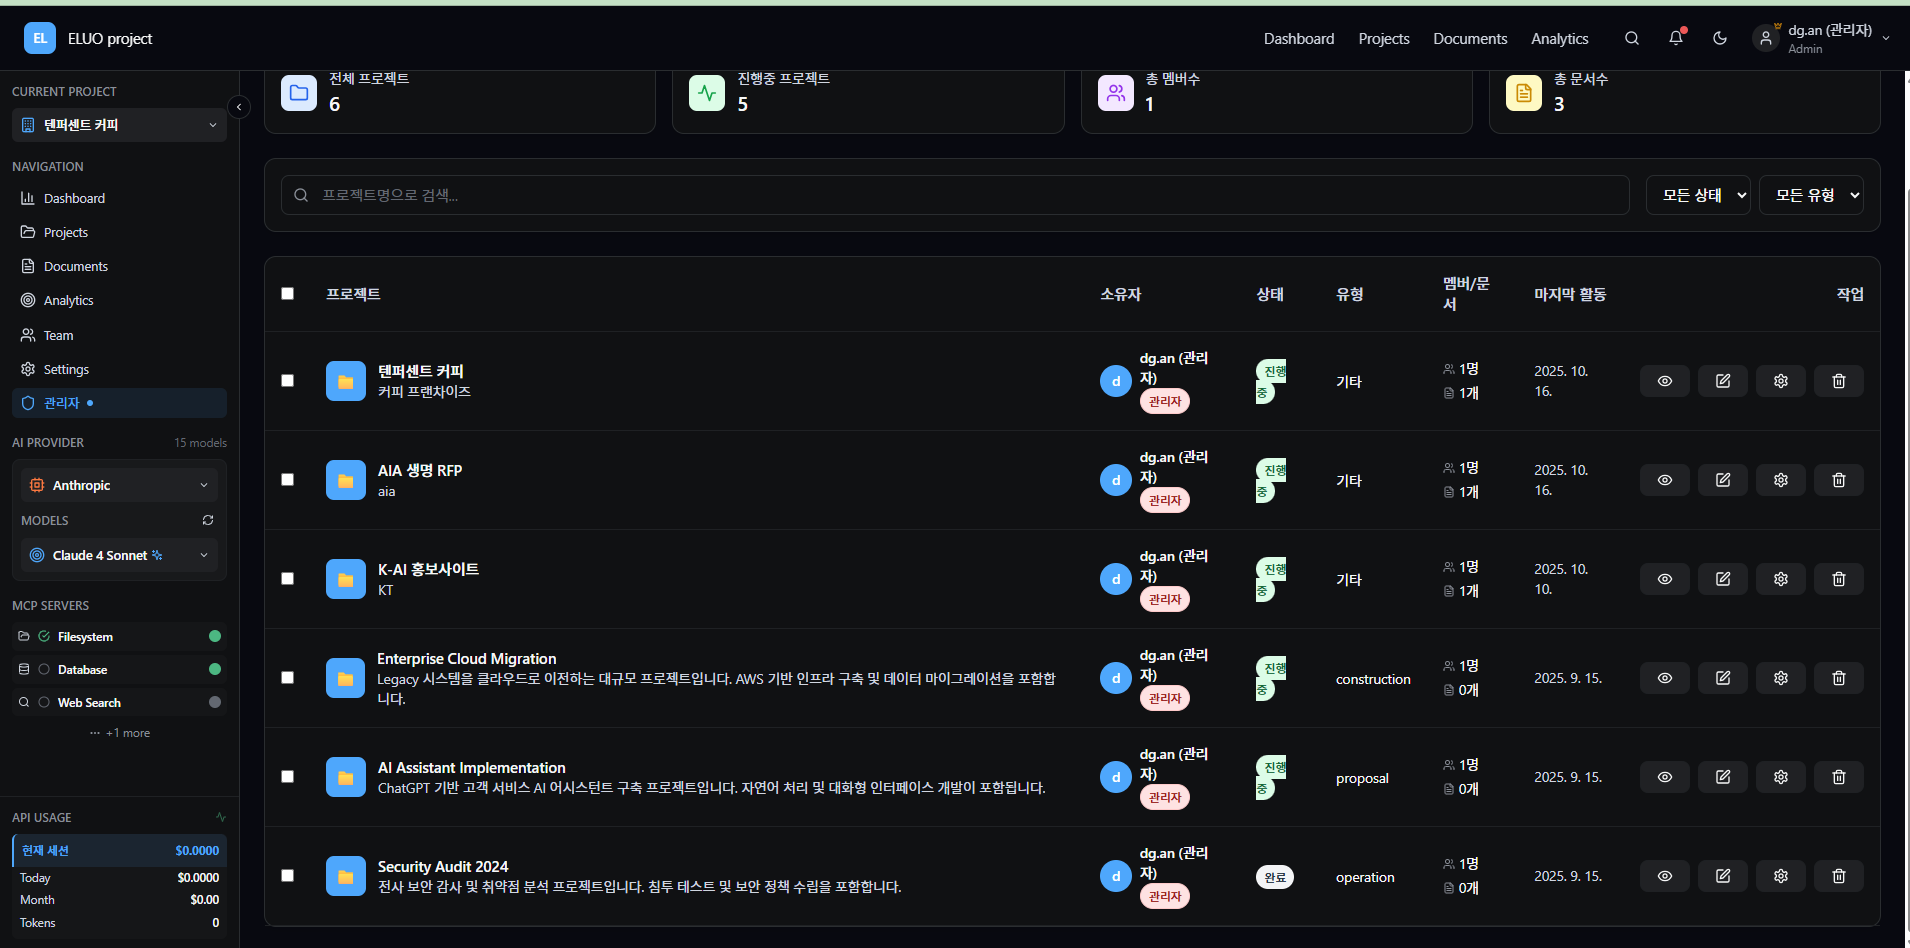 EL ELUO project
Dashboard Projects Documents Analytics
dg.an (관리자)
Admin
CURRENT PROJECT
텐퍼센트 커피
NAVIGATION
Dashboard
Projects
Documents
Analytics
Team
Settings
관리자
AI PROVIDER 15 models
Anthropic
MODELS
Claude 4 Sonnet
MCP SERVERS
Filesystem
Database
Web Search
··· +1 more
API USAGE
현재 세션 $0.0000
Today $0.0000
Month $0.00
Tokens 0
전체 프로젝트
6
진행중 프로젝트
5
총 멤버수
1
총 문서수
3
프로젝트명으로 검색...
모든 상태
모든 유형
프로젝트 소유자 상태 유형 멤버/문
서 마지막 활동 작업
텐퍼센트 커피
커피 프랜차이즈
d
dg.an (관리
자)
관리자
진행
중
기타
1명
1개
2025. 10.
16.
AIA 생명 RFP
aia
d
dg.an (관리
자)
관리자
진행
중
기타
1명
1개
2025. 10.
16.
K-AI 홍보사이트
KT
d
dg.an (관리
자)
관리자
진행
중
기타
1명
1개
2025. 10.
10.
Enterprise Cloud Migration
Legacy 시스템을 클라우드로 이전하는 대규모 프로젝트입니다. AWS 기반 인프라 구축 및 데이터 마이그레이션을 포함합
니다.
d
dg.an (관리
자)
관리자
진행
중
construction
1명
0개
2025. 9. 15.
AI Assistant Implementation
ChatGPT 기반 고객 서비스 AI 어시스턴트 구축 프로젝트입니다. 자연어 처리 및 대화형 인터페이스 개발이 포함됩니다.
d
dg.an (관리
자)
관리자
진행
중
proposal
1명
0개
2025. 9. 15.
Security Audit 2024
전사 보안 감사 및 취약점 분석 프로젝트입니다. 침투 테스트 및 보안 정책 수립을 포함합니다.
d
dg.an (관리
자)
관리자
완료
operation
1명
0개
2025. 9. 15.